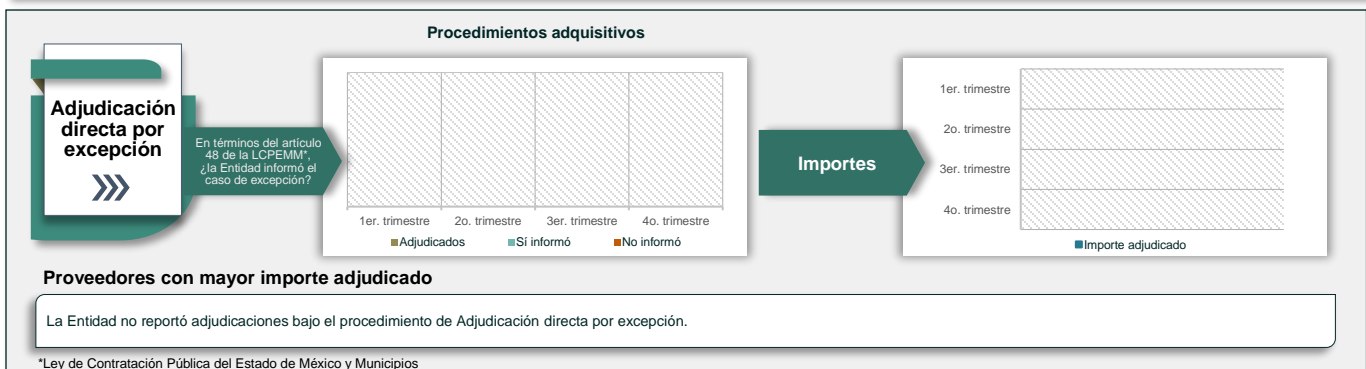 Procedimientos adquisitivos
Adjudicación
directa por
excepción
En términos del artículo
48 de la LCPEMM*,
¿la Entidad informó el
caso de excepción?
1er. trimestre 2o. trimestre 3er. trimestre 4o. trimestre
Adjudicados Sí informó No informó
Importes
1er. trimestre
2o. trimestre
3er. trimestre
4o. trimestre
Importe adjudicado
Proveedores con mayor importe adjudicado
La Entidad no reportó adjudicaciones bajo el procedimiento de Adjudicación directa por excepción.
*Ley de Contratación Pública del Estado de México y Municipios